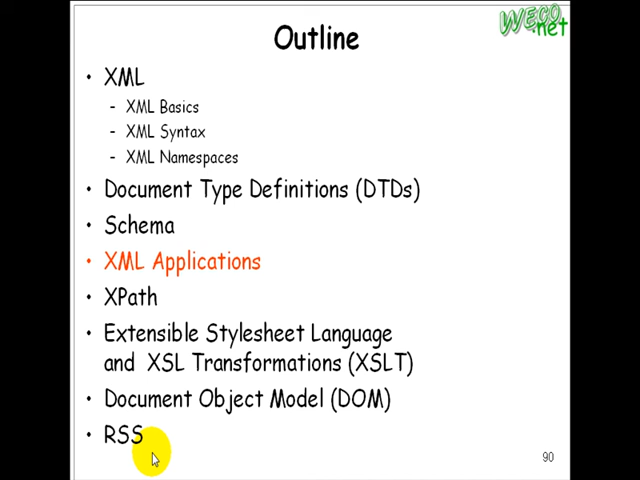 WECO
.net
Outline
• XML
– XML Basics
– XML Syntax
– XML Namespaces
• Document Type Definitions (DTDs)
• Schema
• XML Applications
• XPath
• Extensible Stylesheet Language
and XSL Transformations (XSLT)
• Document Object Model (DOM)
• RSS
90